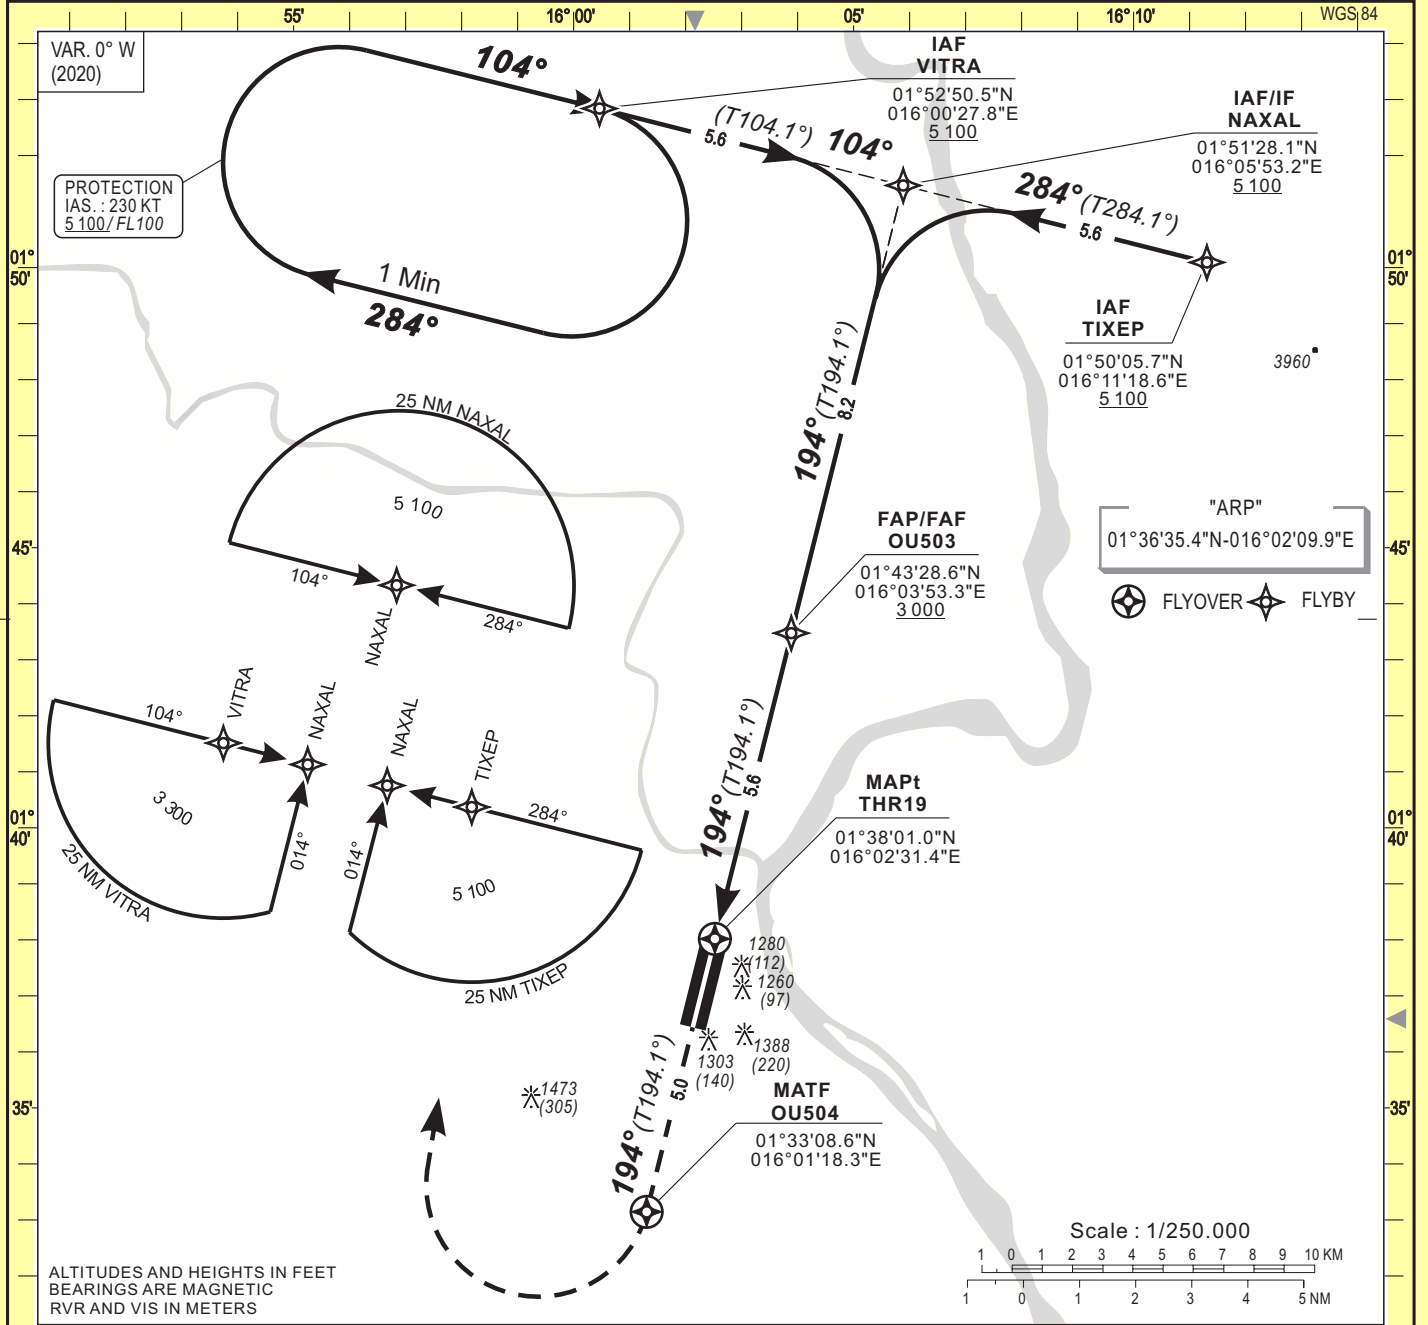 55'
16°00'
05'
16°10'
WGS 84
VAR. 0° W
(2020)
104°
IAF
VITRA
01°52'50.5"N
016°00'27.8"E
5 100
(T104.1°)
5.6
104°
IAF/IF
NAXAL
01°51'28.1"N
016°05'53.2"E
5 100
284°(T284.1°)
5.6
PROTECTION
IAS. : 230 KT
5 100/FL100
01°
50'
1 Min
284°
01°
50'
IAF
TIXEP
01°50'05.7"N
016°11'18.6"E
5 100
3960
194°(T194.1°)
8.2
25 NM NAXAL
5 100
104°
284°
NAXAL
FAP/FAF
OU503
01°43'28.6"N
016°03'53.3"E
3 000
"ARP"
01°36'35.4"N-016°02'09.9"E
45'
45'
FLYOVER
FLYBY
104°
VITRA
NAXAL
3 300
014°
25 NM VITRA
NAXAL
TIXEP
284°
014°
5 100
25 NM TIXEP
194°(T194.1°)
5.6
MAPt
THR19
01°38'01.0"N
016°02'31.4"E
01°
40'
01°
40'
1280
(112)
1260
(97)
1388
(220)
1303
(140)
1473
(305)
35'
35'
194°(T194.1°)
5.0
MATF
OU504
01°33'08.6"N
016°01'18.3"E
Scale : 1/250.000
1 0 1 2 3 4 5 6 7 8 9 10 KM
1 0 1 2 3 4 5 NM
ALTITUDES AND HEIGHTS IN FEET
BEARINGS ARE MAGNETIC
RVR AND VIS IN METERS